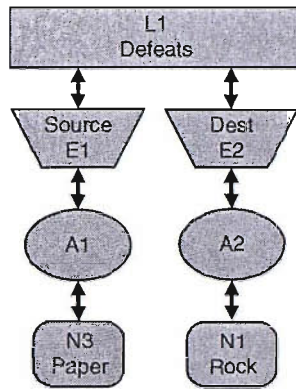 L1
Defeats
Source
E1
Dest
E2
A1
A2
N3
Paper
N1
Rock